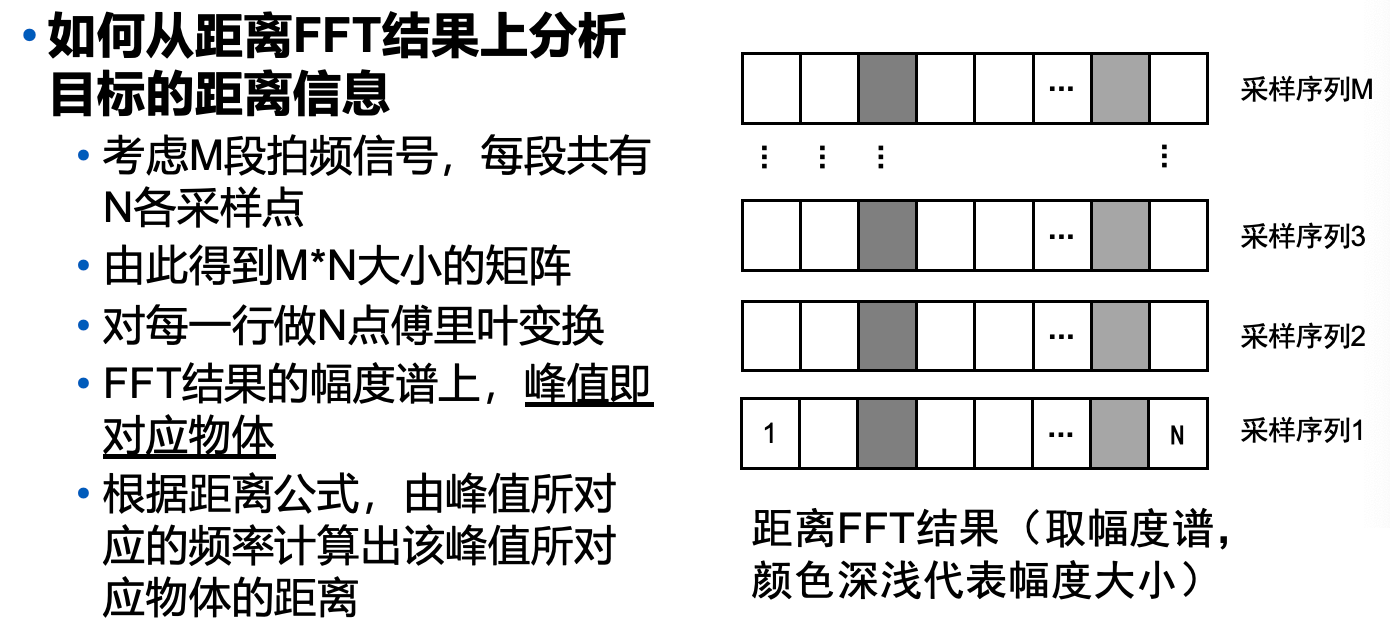 • 如何从距离FFT结果上分析
目标的距离信息
• 考虑M段拍频信号，每段共有
N各采样点
• 由此得到M*N大小的矩阵
• 对每一行做N点傅里叶变换
• FFT结果的幅度谱上，峰值即
对应物体
• 根据距离公式，由峰值所对
应的频率计算出该峰值所对
应物体的距离
... 采样序列M
⋮ ⋮ ⋮ ⋮
... 采样序列3
... 采样序列2
1 ... N 采样序列1
距离FFT结果（取幅度谱，
颜色深浅代表幅度大小）